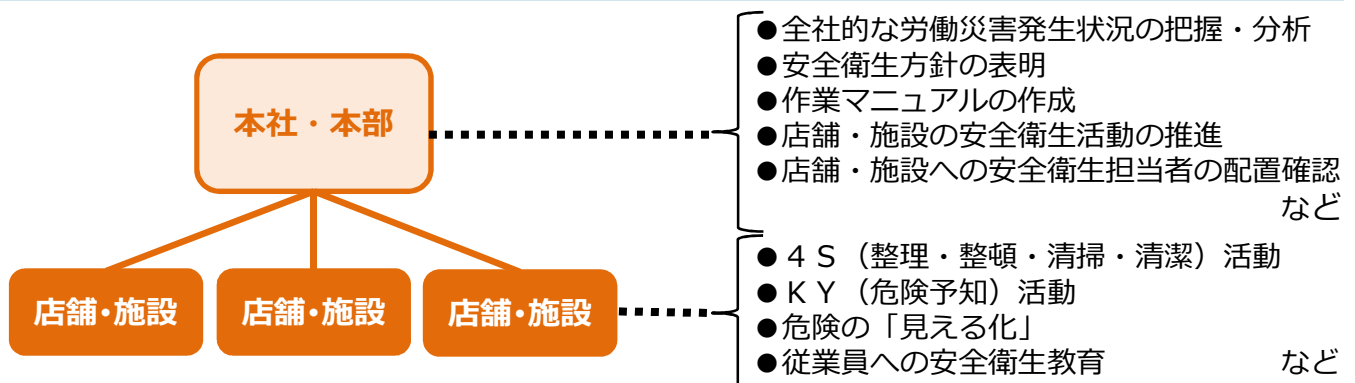 本社・本部
●全社的な労働災害発生状況の把握・分析
●安全衛生方針の表明
●作業マニュアルの作成
●店舗・施設の安全衛生活動の推進
●店舗・施設への安全衛生担当者の配置確認
など
店舗・施設
店舗・施設
店舗・施設
●４Ｓ（整理・整頓・清掃・清潔）活動
●ＫＹ（危険予知）活動
●危険の「見える化」
●従業員への安全衛生教育　など